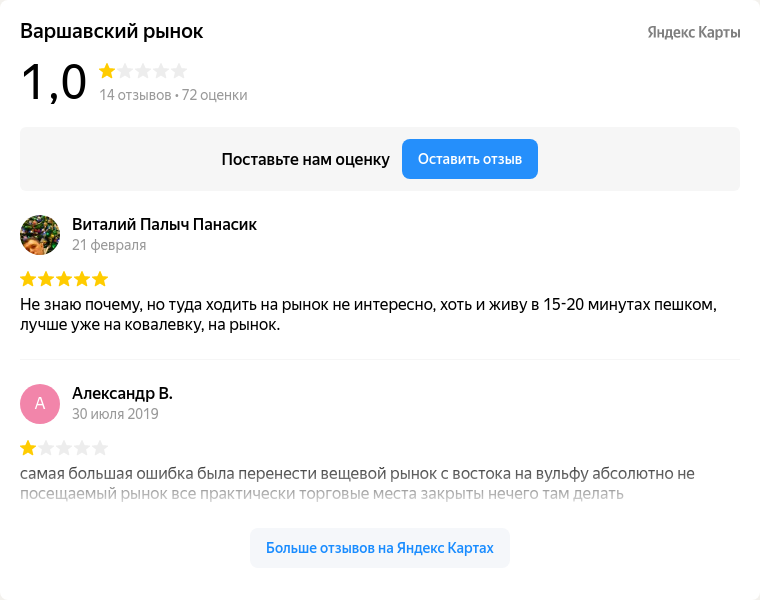 Варшавский рынок
Яндекс Карты
1,0
14 отзывов • 72 оценки
Поставьте нам оценку
Оставить отзыв
Виталий Палыч Панасик
21 февраля
Не знаю почему, но туда ходить на рынок не интересно, хоть и живу в 15-20 минутах пешком,
лучше уже на ковалевку, на рынок.
А
Александр В.
30 июля 2019
самая большая ошибка была перенести вещевой рынок с востока на вульфу абсолютно не
посещаемый рынок все практически торговые места закрыты нечего там делать
Больше отзывов на Яндекс Картах